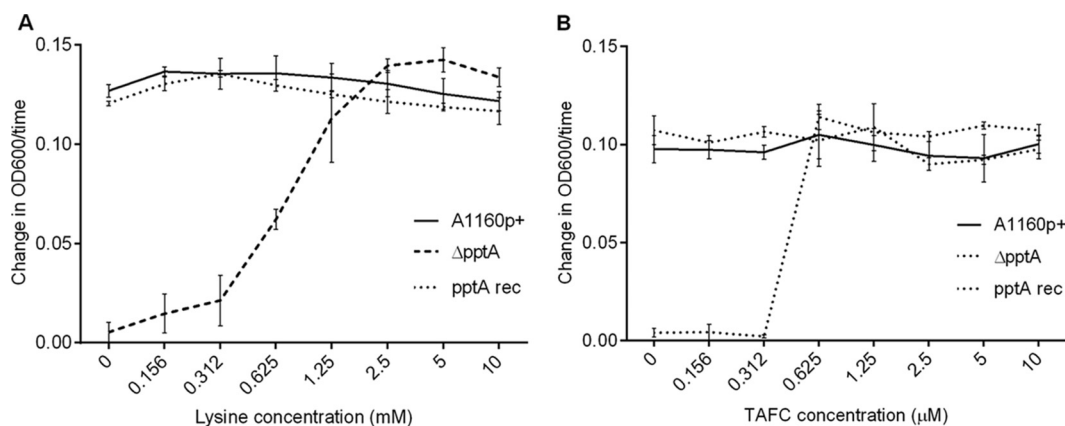 A
0.15
0.10
0.05
0.00
Change in OD600/time
A1160p+
ΔpptA
pptA rec
0
0.156
0.312
0.625
1.25
2.5
5
10
Lysine concentration (mM)
B
0.15
0.10
0.05
0.00
Change in OD600/time
A1160p+
ΔpptA
pptA rec
0
0.156
0.312
0.625
1.25
2.5
5
10
TAFC concentration (μM)